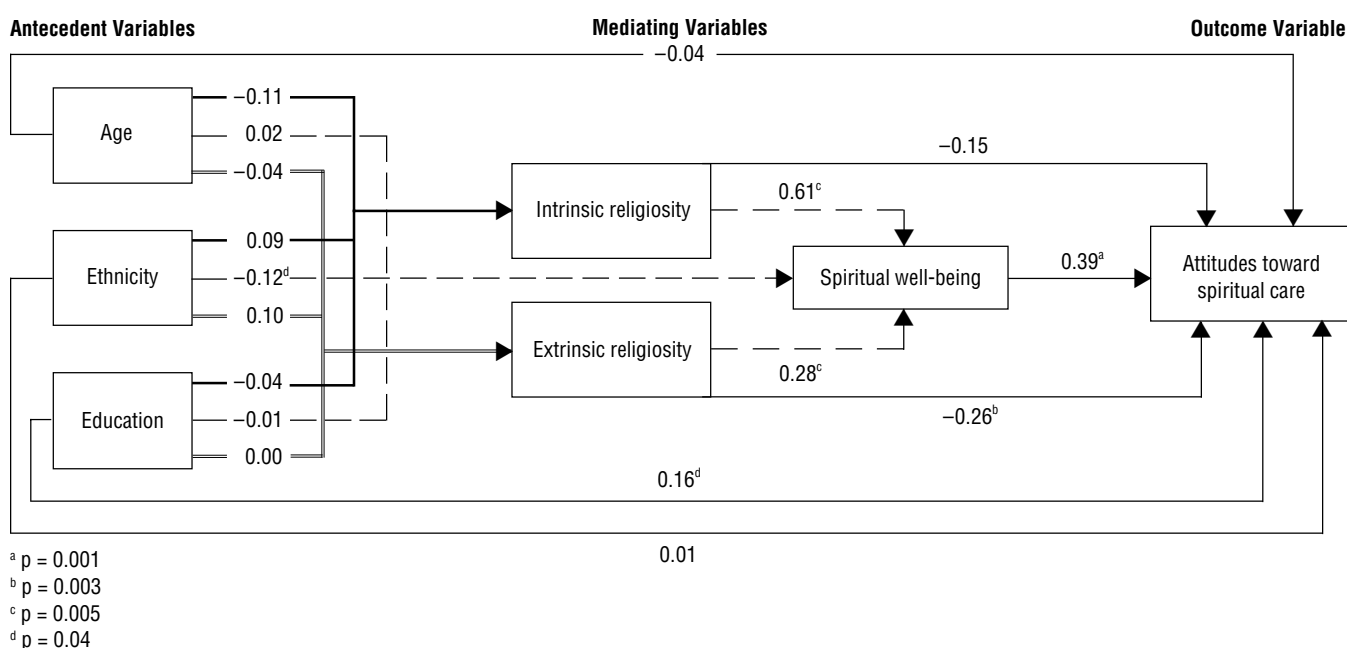 Antecedent Variables
Mediating Variables
Outcome Variable
−0.04
Age
−0.11
0.02
−0.04
Ethnicity
0.09
−0.12ᵈ
0.10
Education
−0.04
−0.01
0.00
Intrinsic religiosity
−0.15
0.61ᶜ
Spiritual well-being
0.39ᵃ
Attitudes toward
spiritual care
Extrinsic religiosity
0.28ᶜ
−0.26ᵇ
0.16ᵈ
0.01
ᵃ p = 0.001
ᵇ p = 0.003
ᶜ p = 0.005
ᵈ p = 0.04